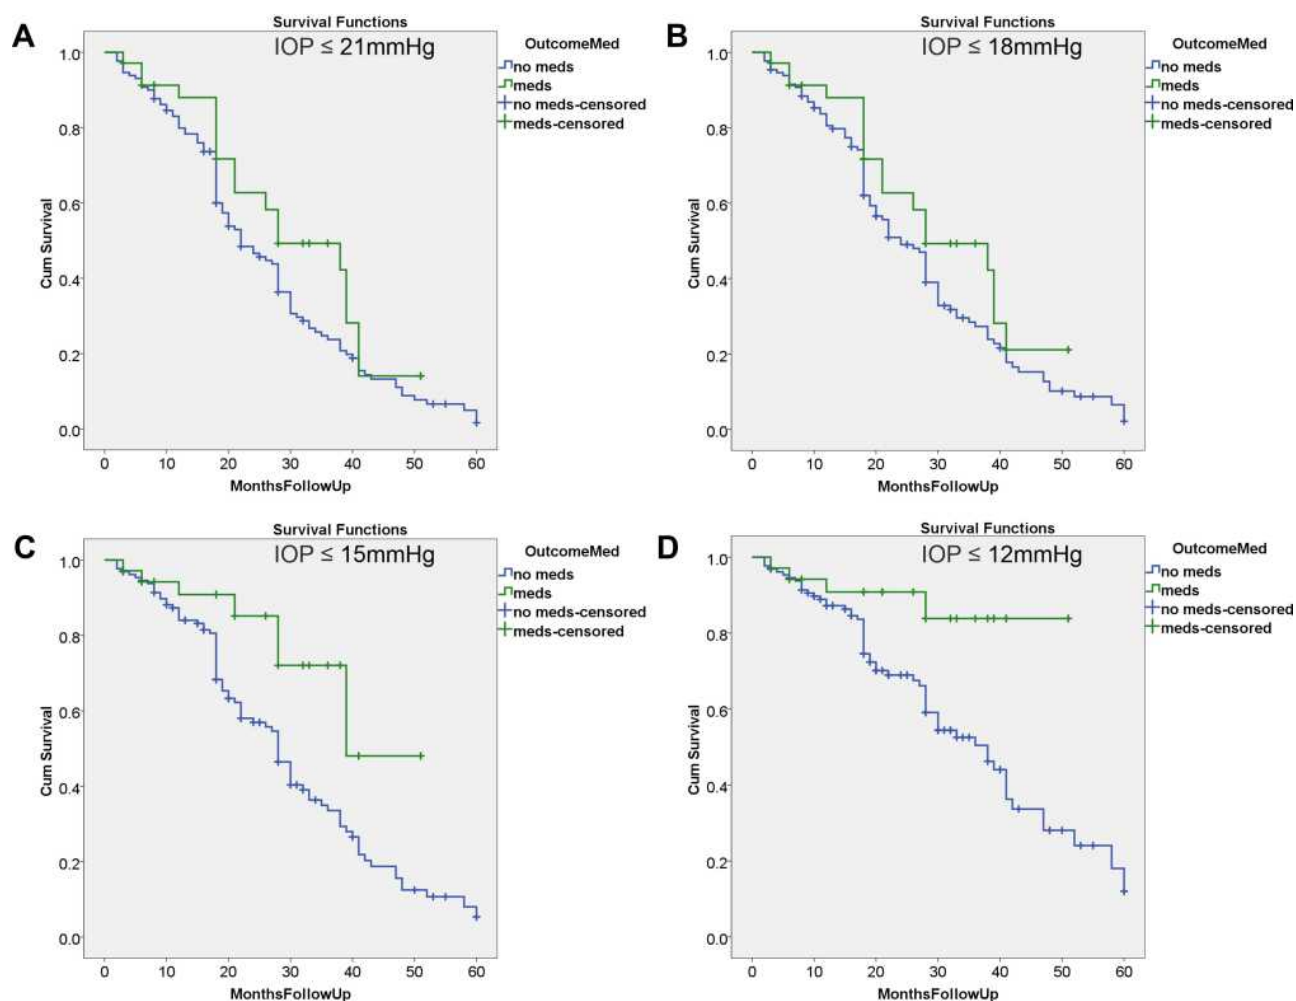 A
Survival Functions
IOP ≤ 21mmHg
OutcomeMed
no meds
meds
no meds-censored
meds-censored
Cum Survival
1.0
0.8
0.6
0.4
0.2
0.0
0 10 20 30 40 50 60
MonthsFollowUp
B
Survival Functions
IOP ≤ 18mmHg
OutcomeMed
no meds
meds
no meds-censored
meds-censored
Cum Survival
1.0
0.8
0.6
0.4
0.2
0.0
0 10 20 30 40 50 60
MonthsFollowUp
C
Survival Functions
IOP ≤ 15mmHg
OutcomeMed
no meds
meds
no meds-censored
meds-censored
Cum Survival
1.0
0.8
0.6
0.4
0.2
0.0
0 10 20 30 40 50 60
MonthsFollowUp
D
Survival Functions
IOP ≤ 12mmHg
OutcomeMed
no meds
meds
no meds-censored
meds-censored
Cum Survival
1.0
0.8
0.6
0.4
0.2
0.0
0 10 20 30 40 50 60
MonthsFollowUp